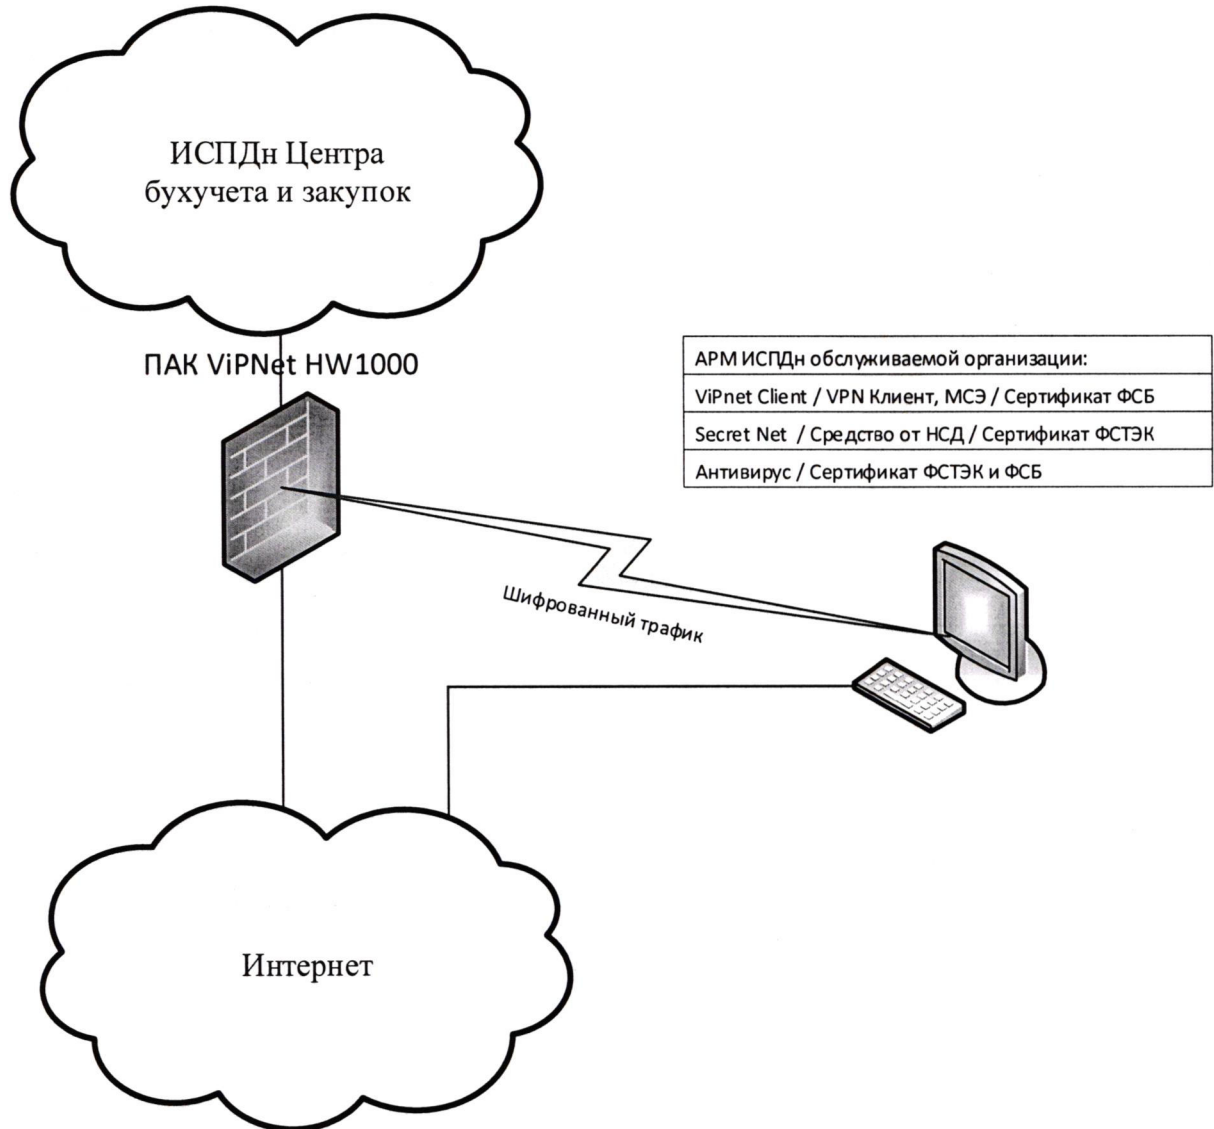 ИСПДн Центра
бухучета и закупок
ПАК ViPNet HW1000
АРМ ИСПДн обслуживаемой организации:
ViPnet Client / VPN Клиент, МСЭ / Сертификат ФСБ
Secret Net / Средство от НСД / Сертификат ФСТЭК
Антивирус / Сертификат ФСТЭК и ФСБ
Шифрованный трафик
Интернет